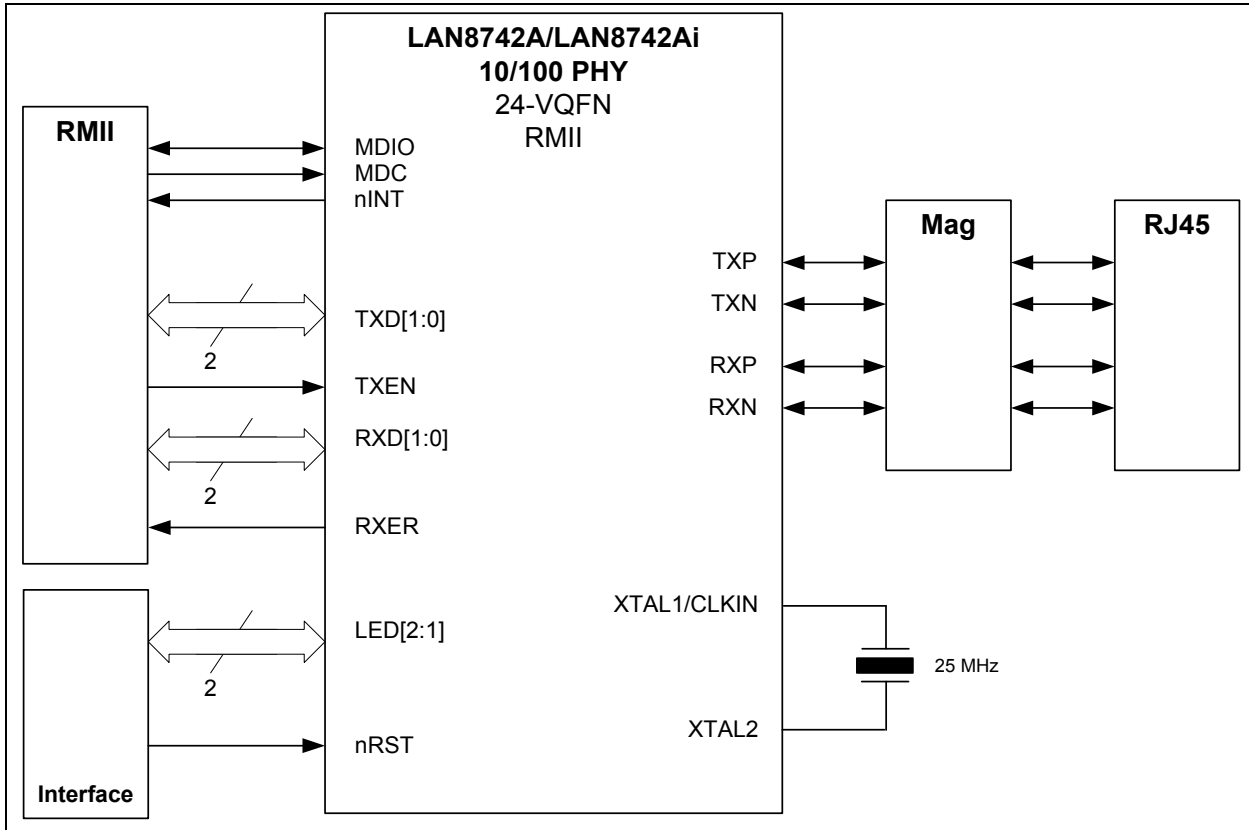 LAN8742A/LAN8742Ai
10/100 PHY
24-VQFN
RMII
RMII
MDIO
MDC
nINT
TXD[1:0]
2
TXEN
RXD[1:0]
2
RXER
LED[2:1]
2
nRST
Interface
TXP
TXN
RXP
RXN
Mag
RJ45
XTAL1/CLKIN
25 MHz
XTAL2